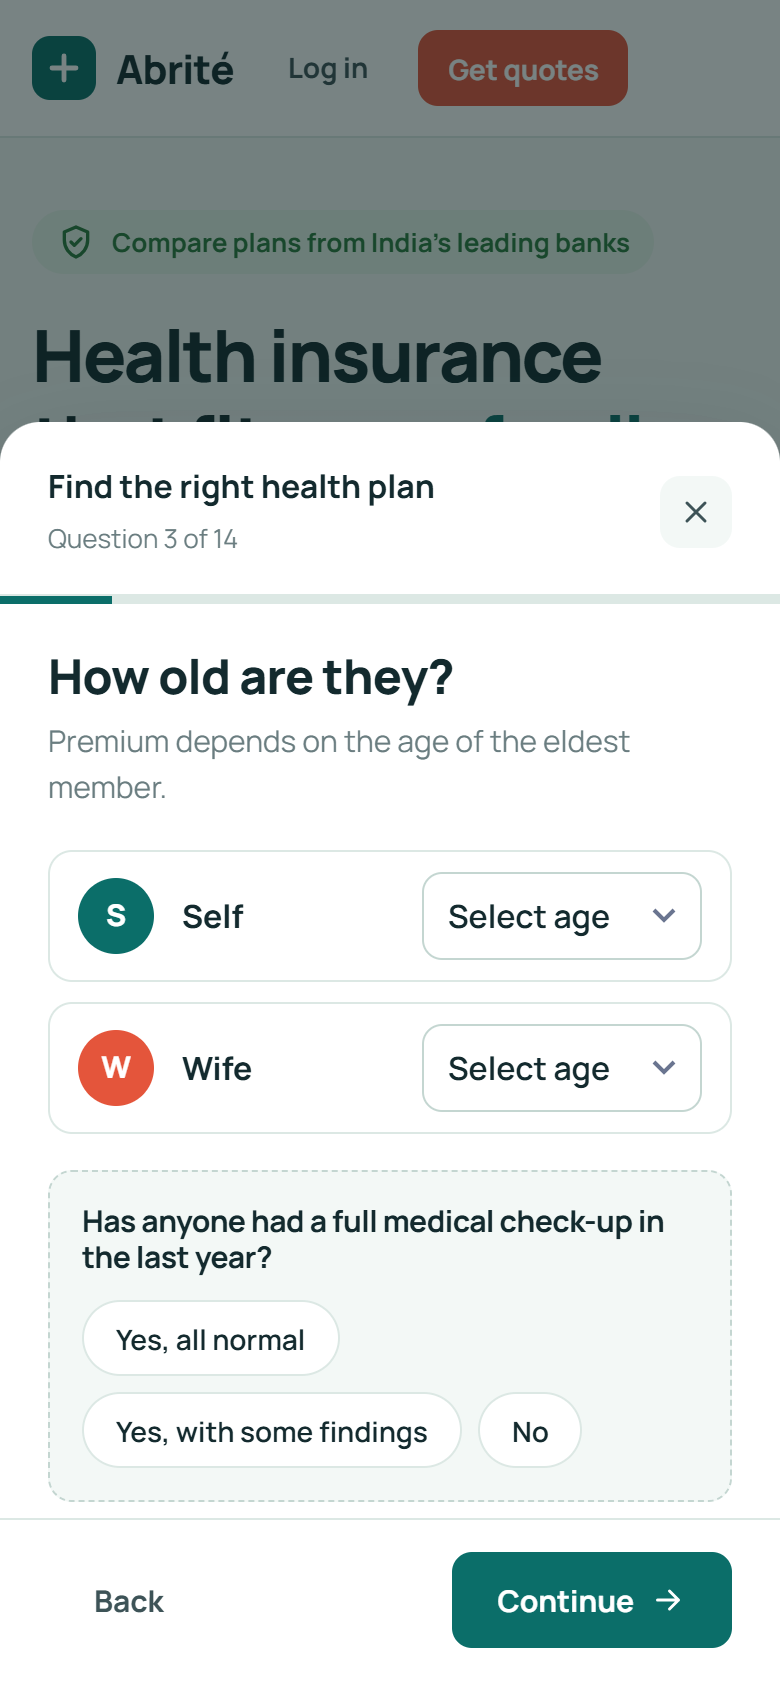 Abrité
Log in
Get quotes
Compare plans from India's leading banks
Health insurance
Find the right health plan
Question 3 of 14
How old are they?
Premium depends on the age of the eldest
member.
S
Self
Select age
W
Wife
Select age
Has anyone had a full medical check-up in
the last year?
Yes, all normal
Yes, with some findings
No
Back
Continue